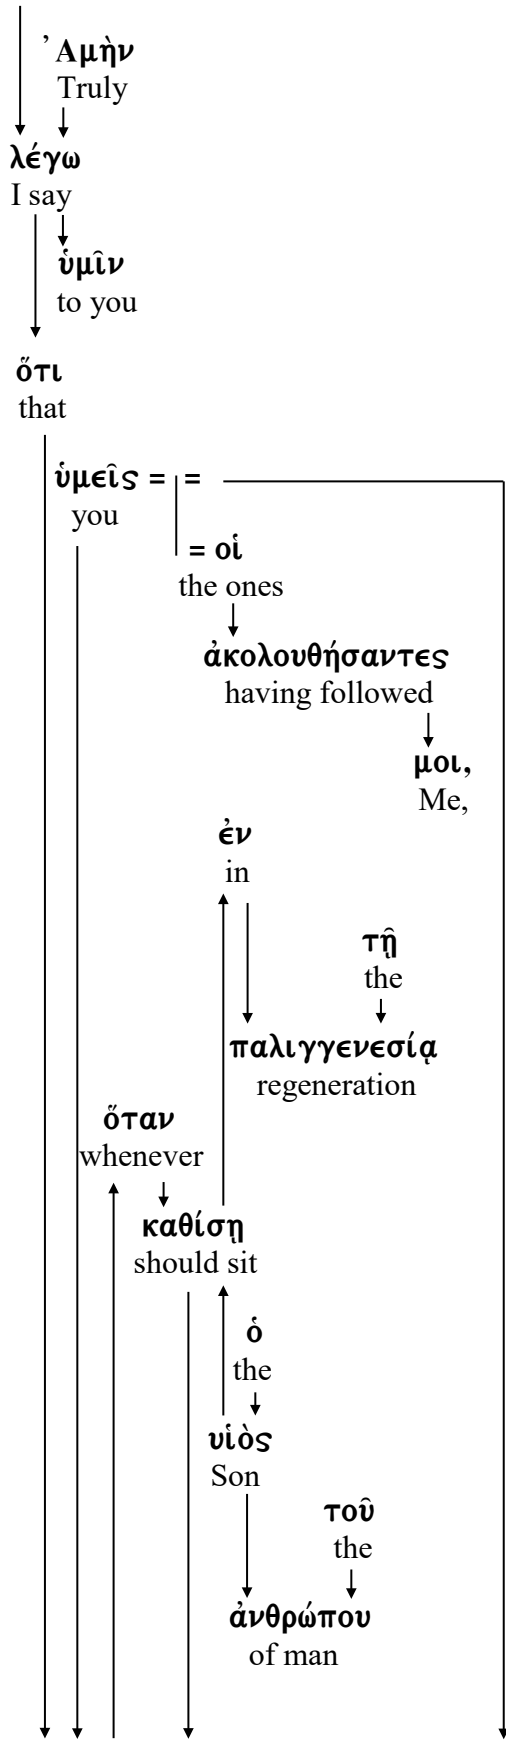 Ἀμὴν
Truly
λέγω
I say
ὑμῖν
to you
ὅτι
that
ὑμεῖς = =
you
= οἱ
the ones
ἀκολουθήσαντες
having followed
μοι,
Me,
ἐν
in
τῇ
the
παλιγγενεσίᾳ
regeneration
ὅταν
whenever
καθίσῃ
should sit
ὁ
the
υἱὸς
Son
τοῦ
the
ἀνθρώπου
of man